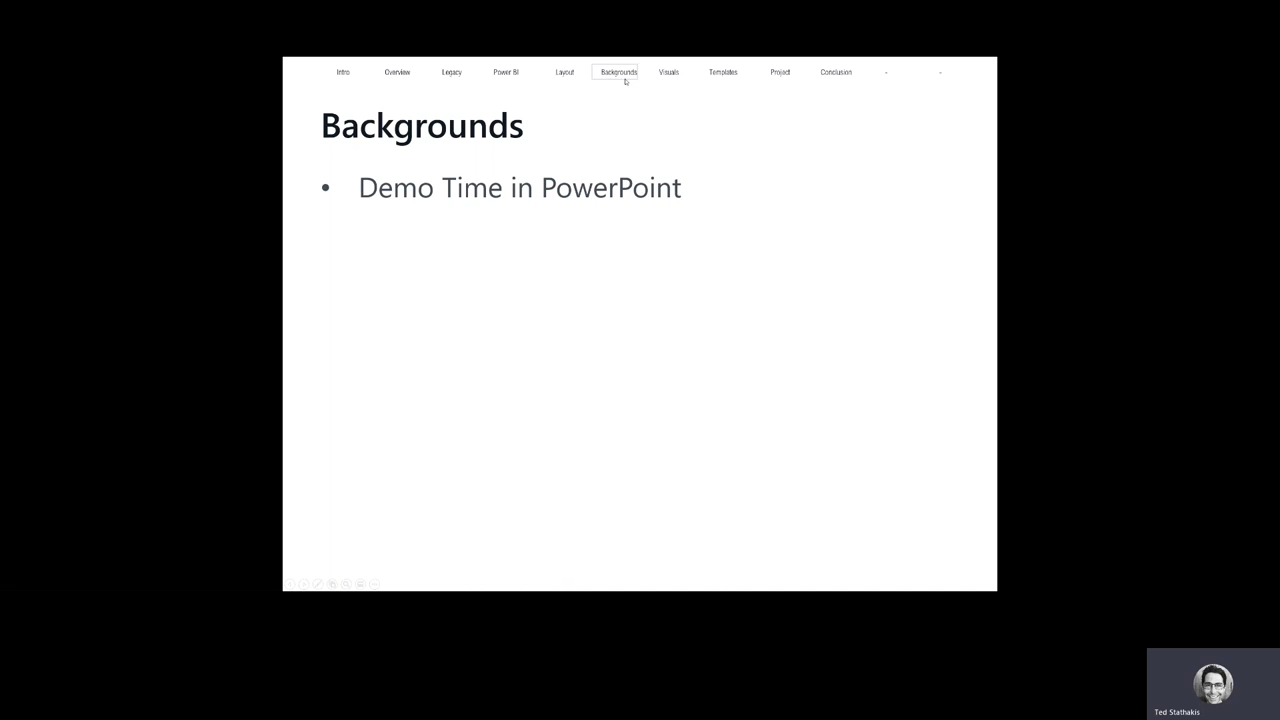 Intro Overview Legacy Power BI Layout Backgrounds Visuals Templates Project Conclusion - -
Backgrounds
• Demo Time in PowerPoint
Ted Stathakis